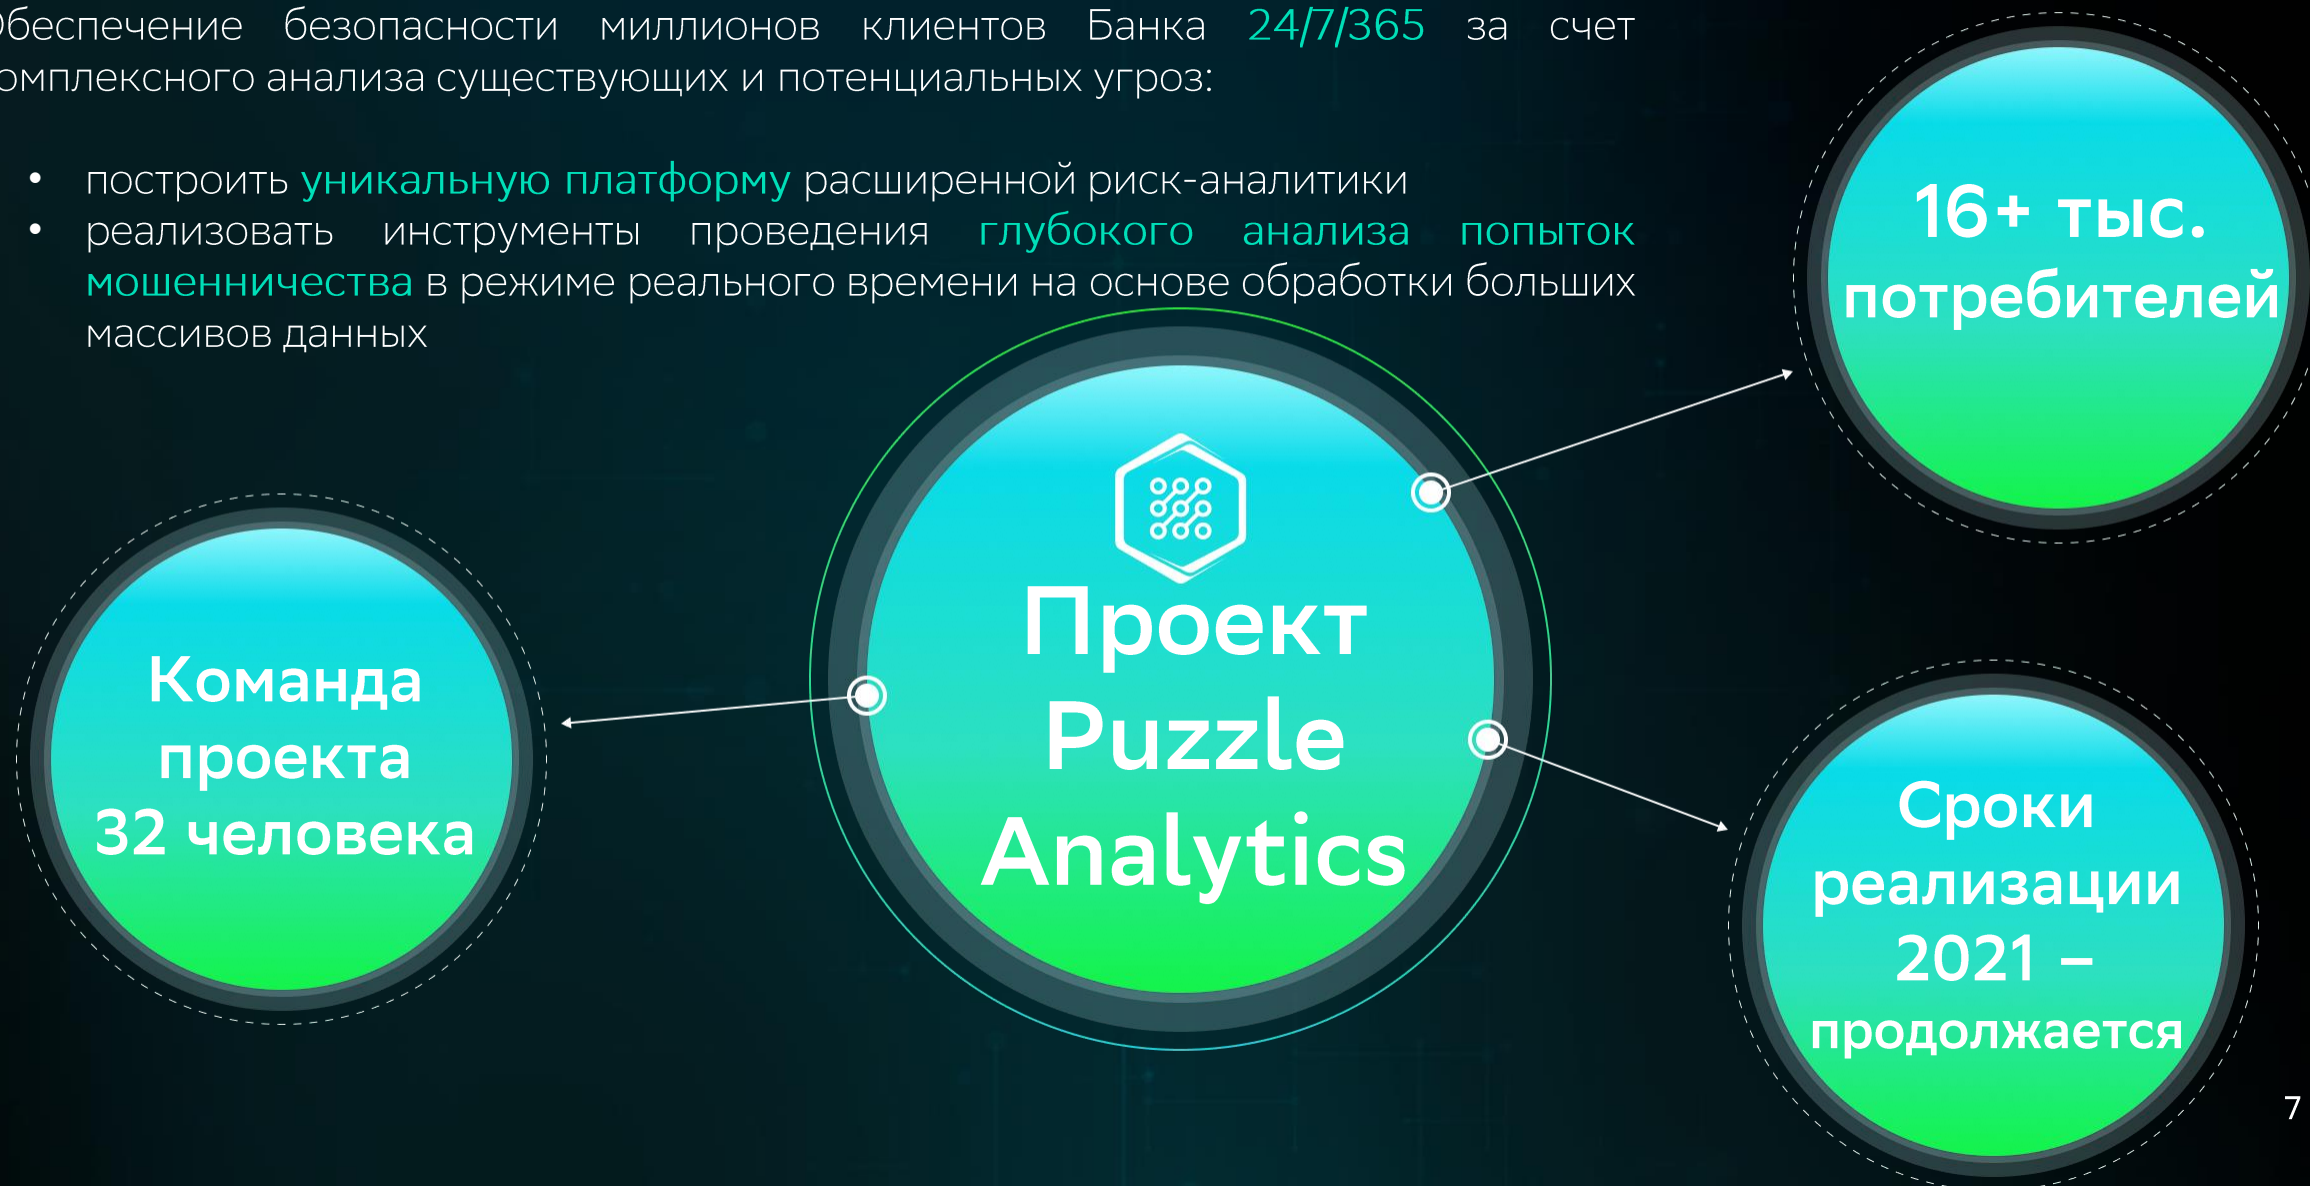 Обеспечение безопасности миллионов клиентов Банка 24/7/365 за счет
комплексного анализа существующих и потенциальных угроз:
• построить уникальную платформу расширенной риск-аналитики
• реализовать инструменты проведения глубокого анализа попыток
мошенничества в режиме реального времени на основе обработки больших
массивов данных
16+ тыс.
потребителей
Проект
Puzzle
Analytics
Команда
проекта
32 человека
Сроки
реализации
2021 –
продолжается
7